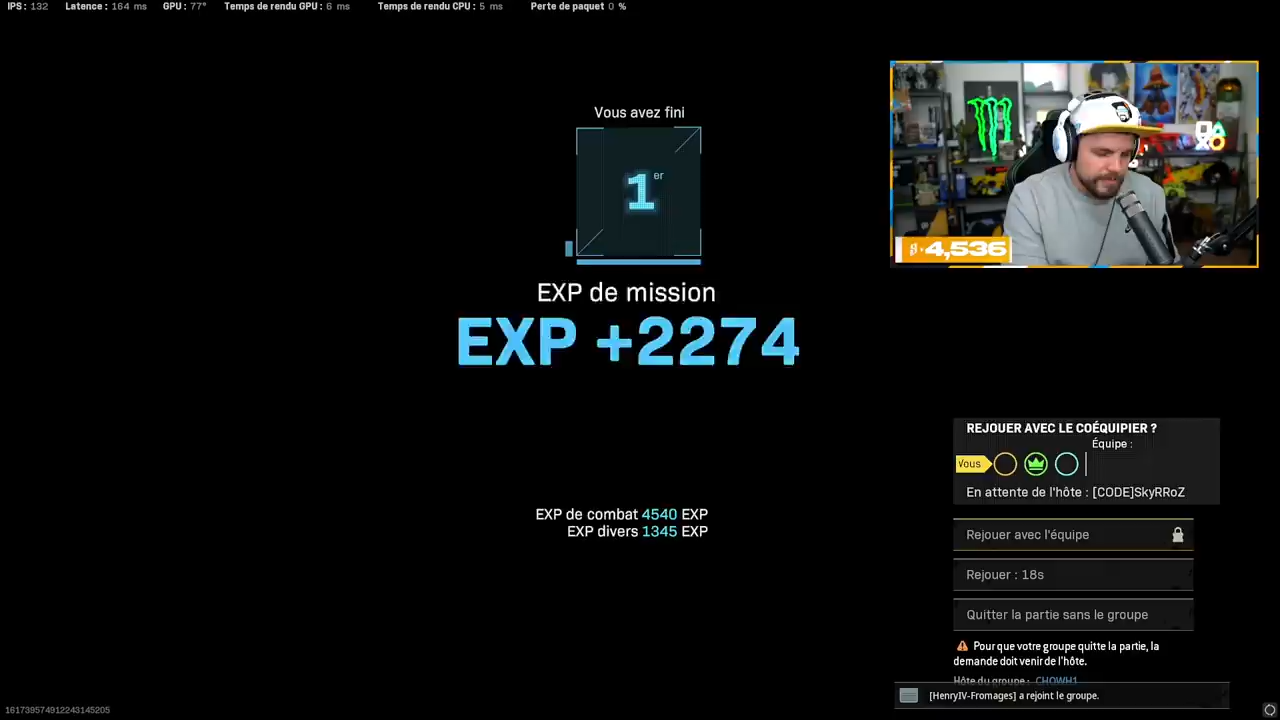 IPS : 132 Latence : 164 ms GPU : 77° Temps de rendu GPU : 6 ms Temps de rendu CPU : 5 ms Perte de paquet 0 %
Vous avez fini
1er
4,536
EXP de mission
EXP +2274
REJOUER AVEC LE COÉQUIPIER ?
Équipe :
Vous
En attente de l'hôte : [CODE]SkyRRoZ
EXP de combat 4540 EXP
EXP divers 1345 EXP
Rejouer avec l'équipe
Rejouer : 18s
Quitter la partie sans le groupe
Pour que votre groupe quitte la partie, la
demande doit venir de l'hôte.
Hôte du groupe : CHOWH1
[HenryIV-Fromages] a rejoint le groupe.
16173957491224314 5205